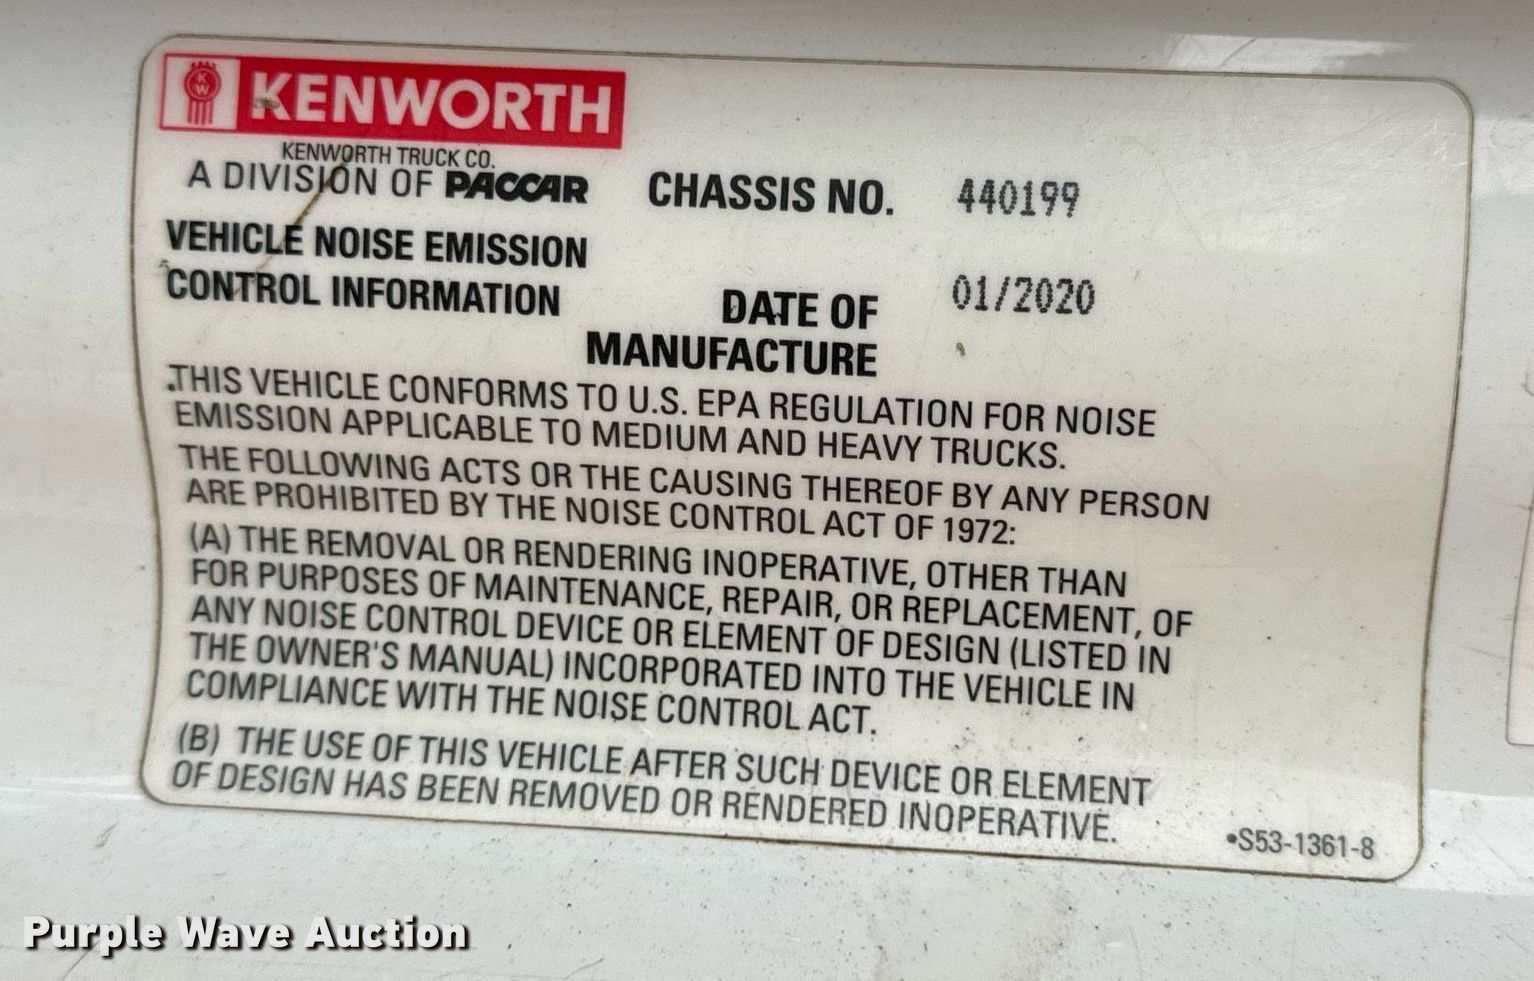 KW KENWORTH
KENWORTH TRUCK CO.
A DIVISION OF PACCAR
CHASSIS NO. 440199
VEHICLE NOISE EMISSION
CONTROL INFORMATION
DATE OF 01/2020
MANUFACTURE
THIS VEHICLE CONFORMS TO U.S. EPA REGULATION FOR NOISE
EMISSION APPLICABLE TO MEDIUM AND HEAVY TRUCKS.
THE FOLLOWING ACTS OR THE CAUSING THEREOF BY ANY PERSON
ARE PROHIBITED BY THE NOISE CONTROL ACT OF 1972:
(A) THE REMOVAL OR RENDERING INOPERATIVE, OTHER THAN
FOR PURPOSES OF MAINTENANCE, REPAIR, OR REPLACEMENT, OF
ANY NOISE CONTROL DEVICE OR ELEMENT OF DESIGN (LISTED IN
THE OWNER'S MANUAL) INCORPORATED INTO THE VEHICLE IN
COMPLIANCE WITH THE NOISE CONTROL ACT.
(B) THE USE OF THIS VEHICLE AFTER SUCH DEVICE OR ELEMENT
OF DESIGN HAS BEEN REMOVED OR RENDERED INOPERATIVE.
•S53-1361-8
Purple Wave Auction